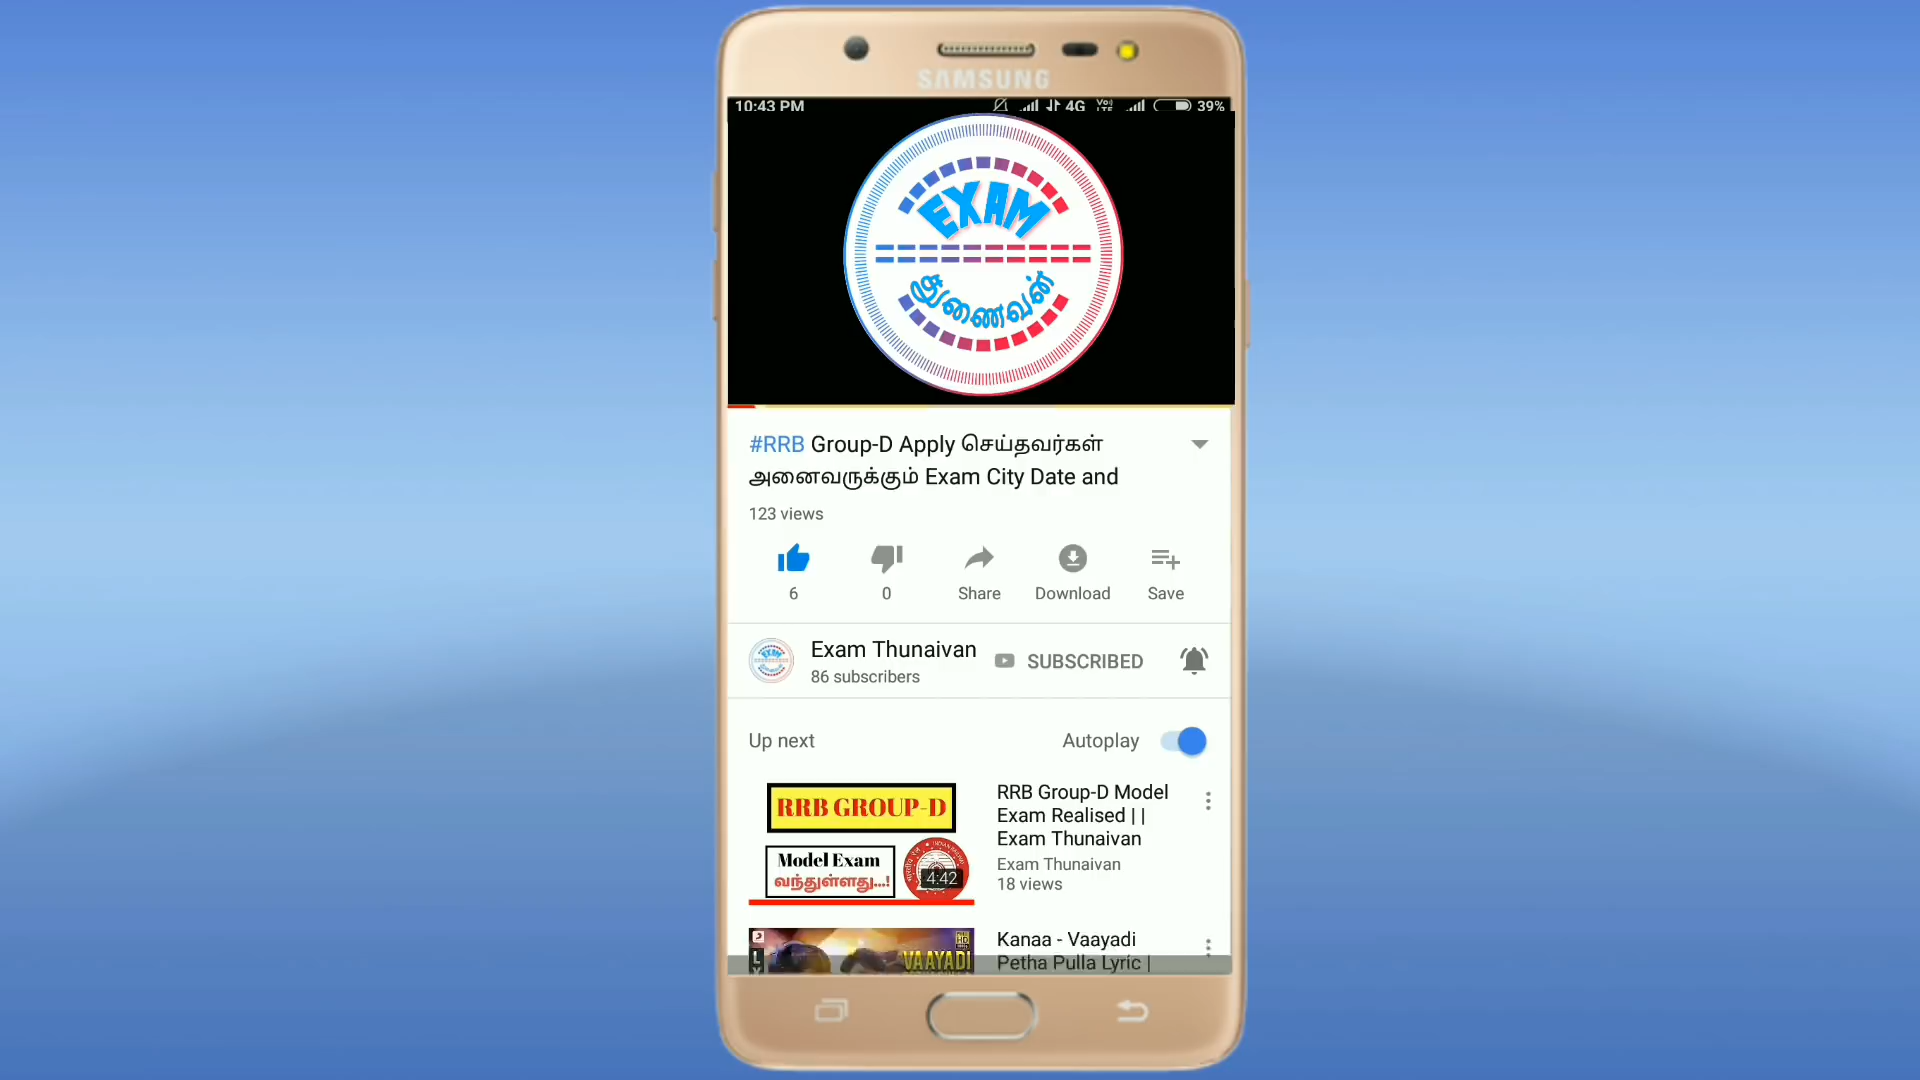 SAMSUNG
10:43 PM 4G VoLTE 39%
EXAM
துணைவன்
#RRB Group-D Apply செய்தவர்கள்
அனைவருக்கும் Exam City Date and
123 views
6 0 Share Download Save
Exam Thunaivan
86 subscribers
SUBSCRIBED
Up next Autoplay
RRB GROUP-D
Model Exam
வந்துள்ளது...!
4:42
RRB Group-D Model
Exam Realised ||
Exam Thunaivan
Exam Thunaivan
18 views
HD
VAAYADI
Kanaa - Vaayadi
Petha Pulla Lyric |